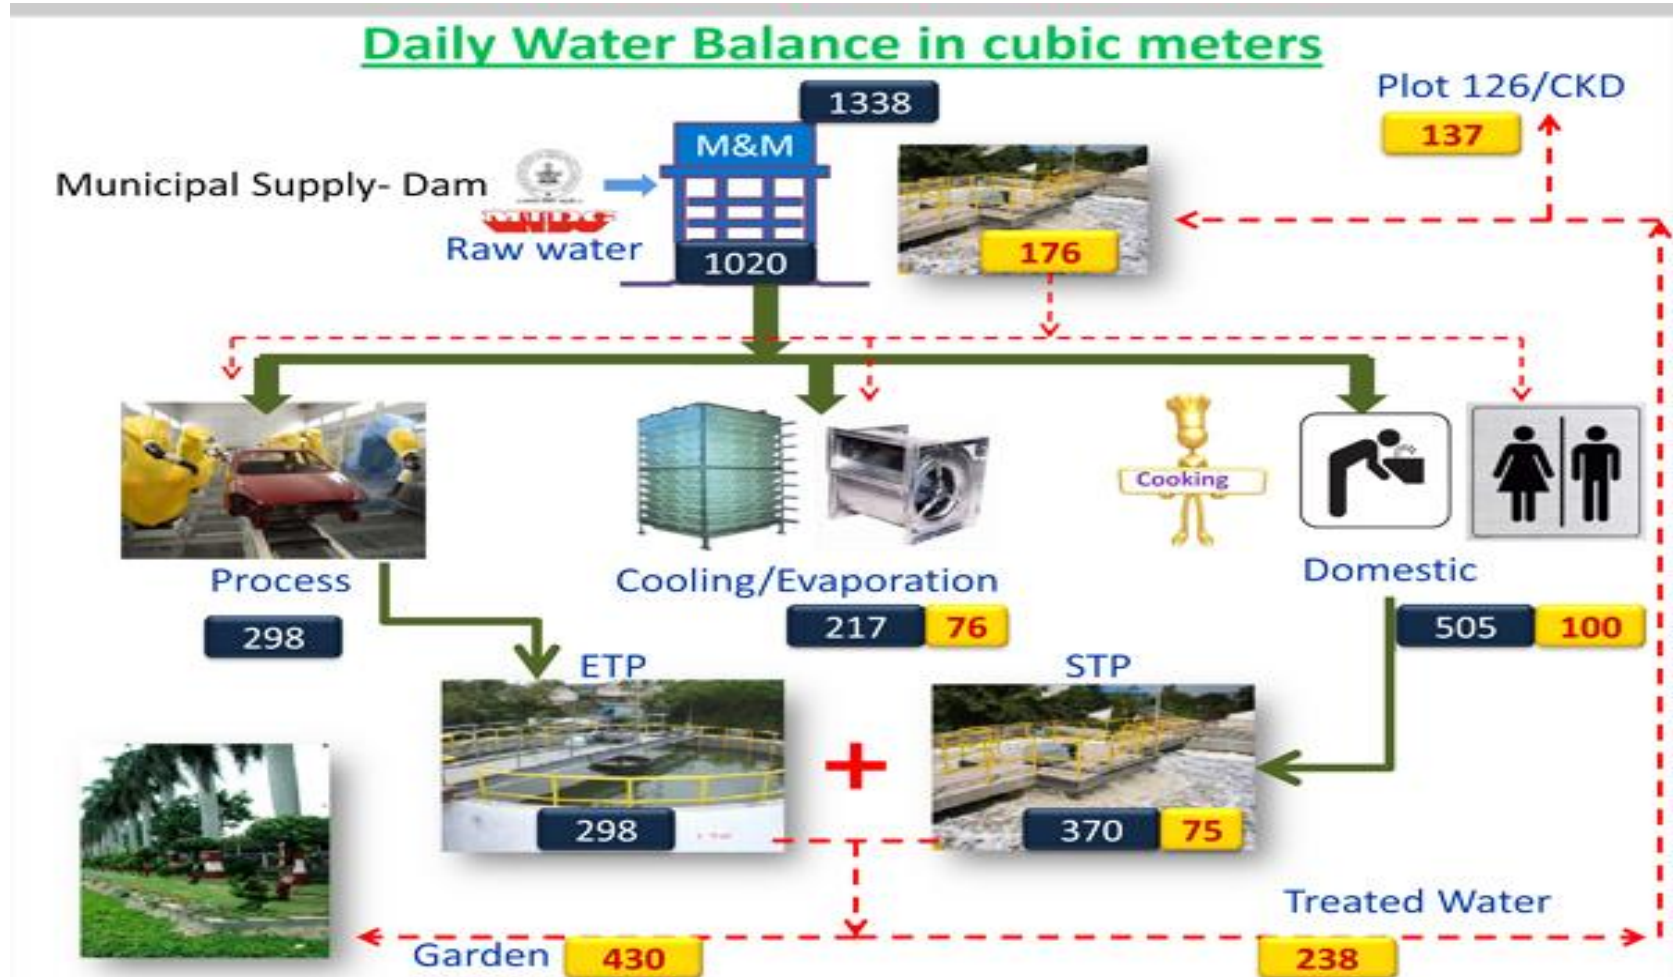 Daily Water Balance in cubic meters
1338
Plot 126/CKD
137
M&M
Municipal Supply- Dam
MIDC
Raw water
1020
176
Cooking
Process
298
Cooling/Evaporation
217 76
Domestic
505 100
ETP
298
STP
370 75
Garden 430
Treated Water
238